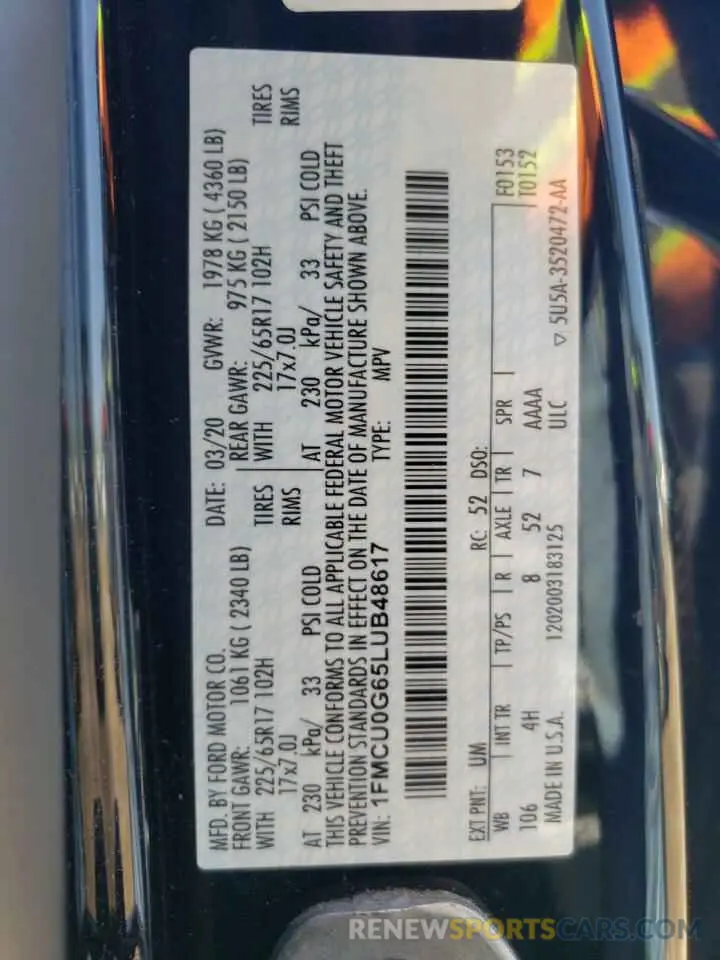 MFD. BY FORD MOTOR CO. DATE: 03/20 GVWR: 1978 KG ( 4360 LB)
FRONT GAWR: 1061 KG ( 2340 LB) REAR GAWR: 975 KG ( 2150 LB)
WITH 225/65R17 102H TIRES WITH 225/65R17 102H TIRES
17x7.0J RIMS 17x7.0J RIMS
AT 230 kPa/ 33 PSI COLD AT 230 kPa/ 33 PSI COLD
THIS VEHICLE CONFORMS TO ALL APPLICABLE FEDERAL MOTOR VEHICLE SAFETY AND THEFT
PREVENTION STANDARDS IN EFFECT ON THE DATE OF MANUFACTURE SHOWN ABOVE.
VIN: 1FMCU0G65LUB48617 TYPE: MPV
EXT PNT: UM RC: 52 DSO:
WB INT TR TP/PS R AXLE TR SPR F0153
106 4H 8 52 7 AAAA T0152
MADE IN U.S.A. 1202003183125 ULC ▽ 5U5A-3520472-AA
RENEWSPORTSCARS.COM